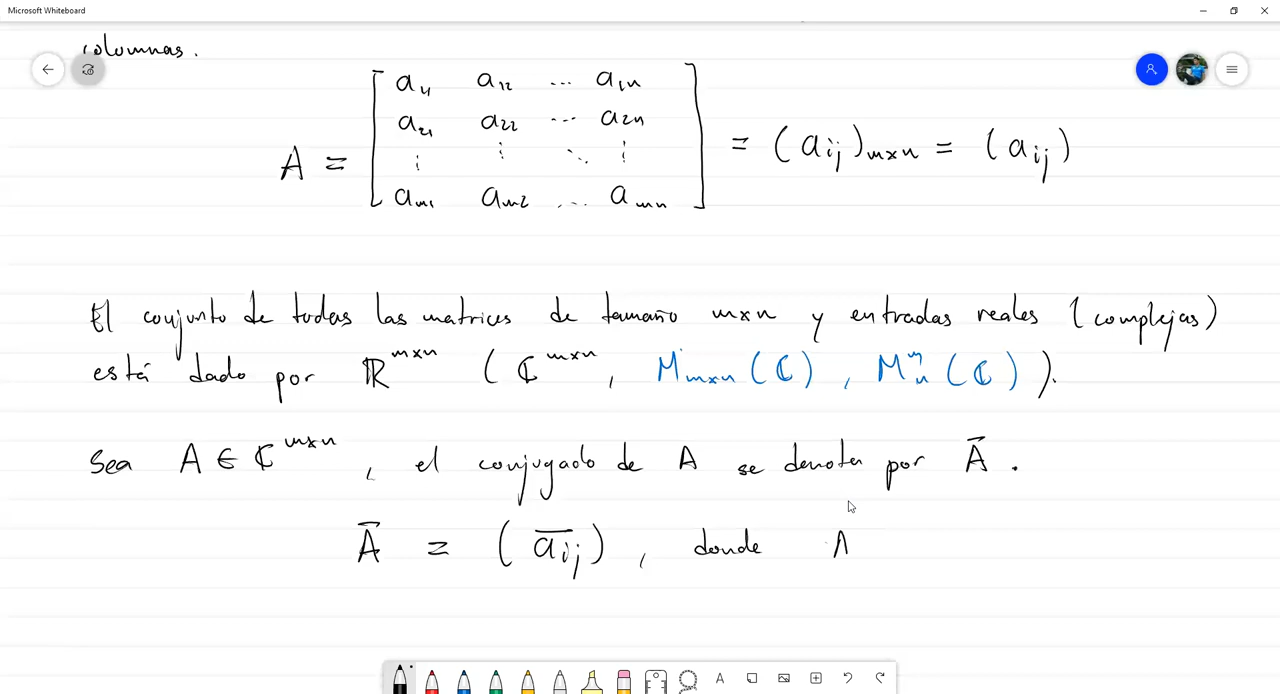 Microsoft Whiteboard
columnas.
A = [ a11 a12 ... a1n
a21 a22 ... a2n
⋮ ⋮ ⋱ ⋮
am1 am2 ... amn ] = (aij)m×n = (aij)
El conjunto de todas las matrices de tamaño m×n y entradas reales (complejas)
está dado por ℝ^m×n (ℂ^m×n, Mm×n(ℂ), M^m_n(ℂ)).
Sea A ∈ ℂ^m×n, el conjugado de A se denota por Ā.
Ā = (a̅i̅j̅), donde A